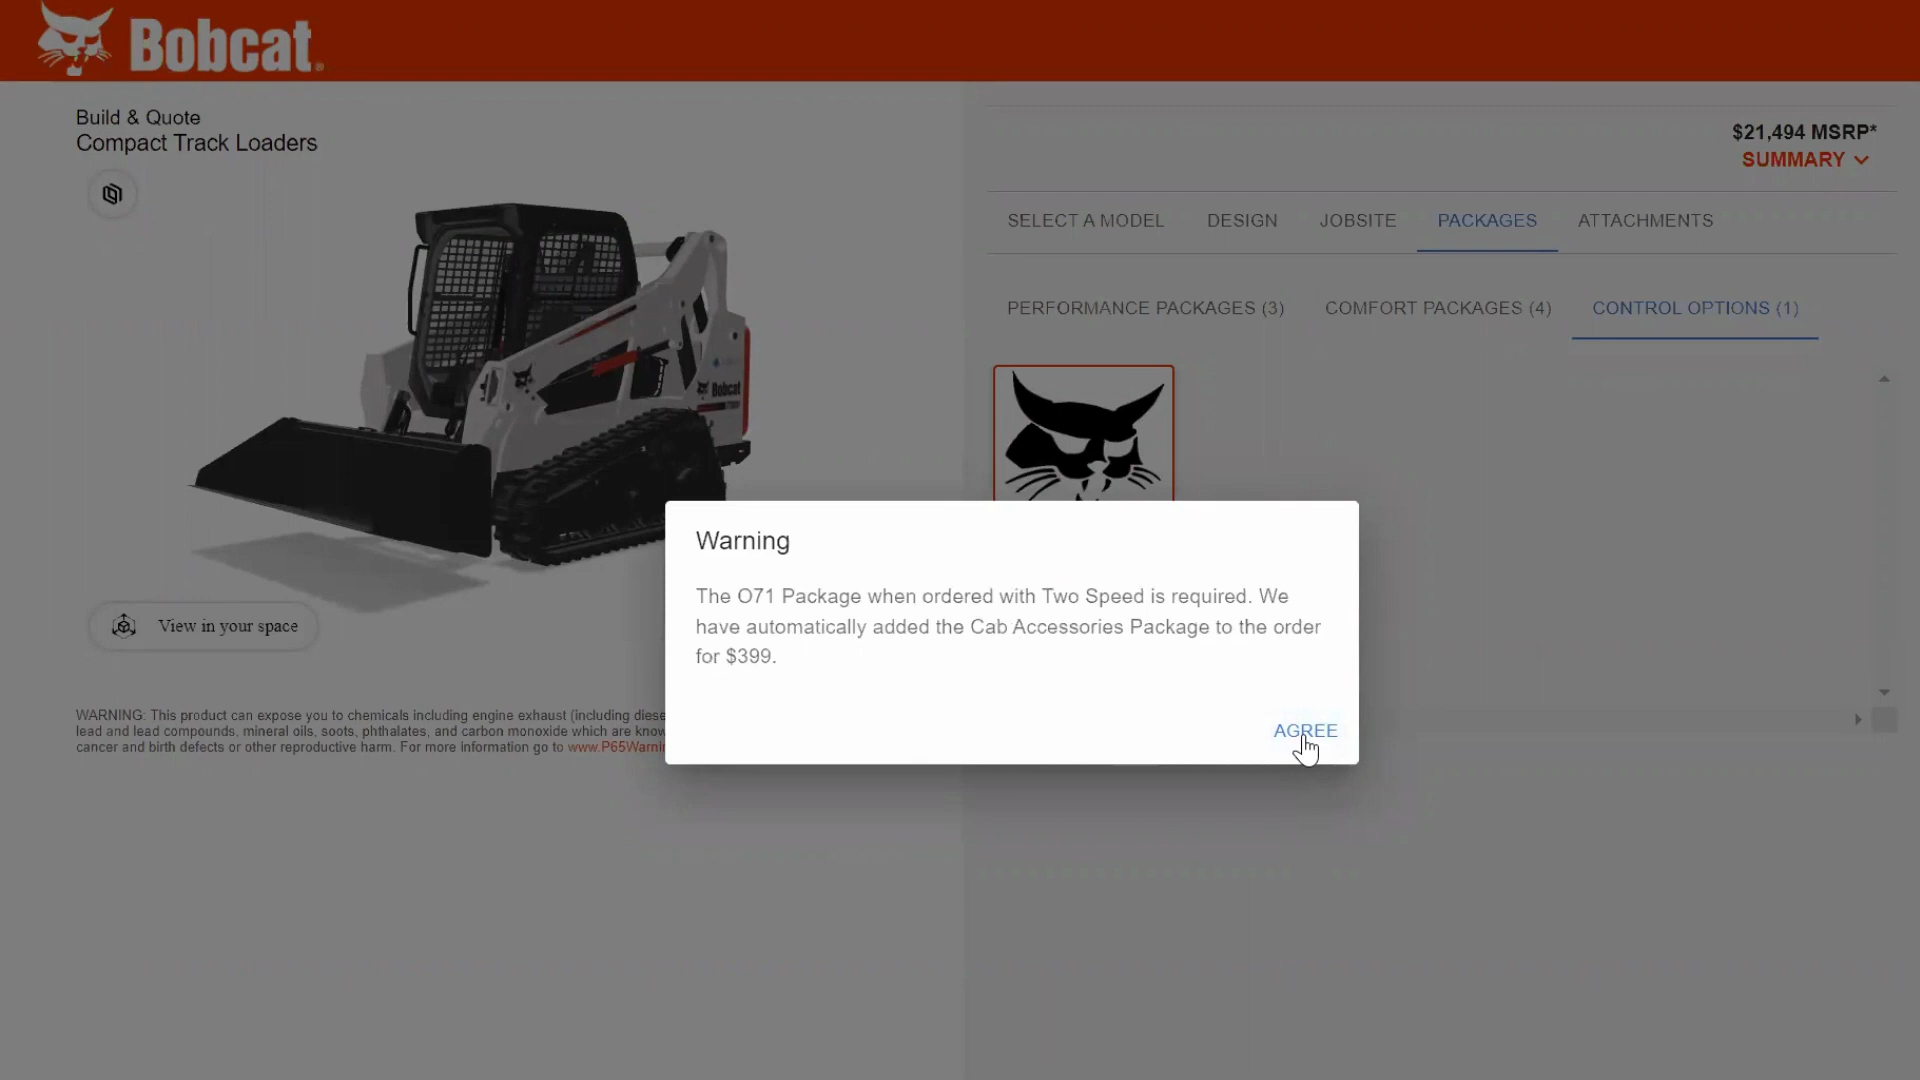 Bobcat.
Build & Quote
Compact Track Loaders
$21,494 MSRP*
SUMMARY
SELECT A MODEL
DESIGN
JOBSITE
PACKAGES
ATTACHMENTS
PERFORMANCE PACKAGES (3)
COMFORT PACKAGES (4)
CONTROL OPTIONS (1)
Bobcat
Warning
The O71 Package when ordered with Two Speed is required. We
have automatically added the Cab Accessories Package to the order
for $399.
AGREE
View in your space
WARNING: This product can expose you to chemicals including engine exhaust (including
lead and lead compounds, mineral oils, soots, phthalates, and carbon monoxide which are
cancer and birth defects or other reproductive harm. For more information go to